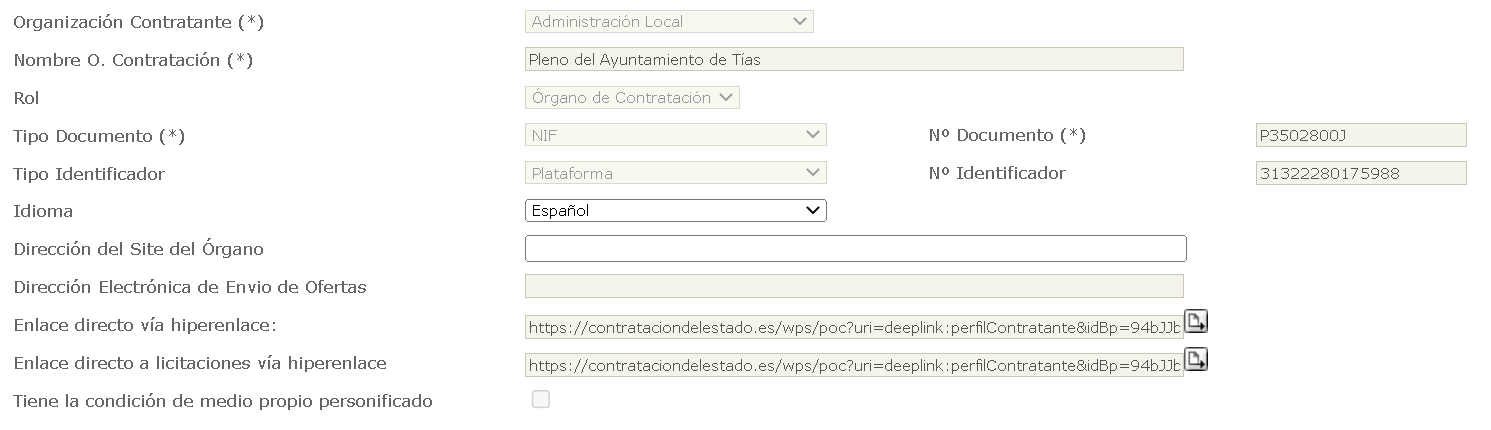 Organización Contratante (*) Administración Local
Nombre O. Contratación (*) Pleno del Ayuntamiento de Tías
Rol Órgano de Contratación
Tipo Documento (*) NIF Nº Documento (*) P3502800J
Tipo Identificador Plataforma Nº Identificador 31322280175988
Idioma Español
Dirección del Site del Órgano
Dirección Electrónica de Envio de Ofertas
Enlace directo vía hiperenlace: https://contrataciondelestado.es/wps/poc?uri=deeplink:perfilContratante&idBp=94bJJb
Enlace directo a licitaciones vía hiperenlace https://contrataciondelestado.es/wps/poc?uri=deeplink:perfilContratante&idBp=94bJJb
Tiene la condición de medio propio personificado